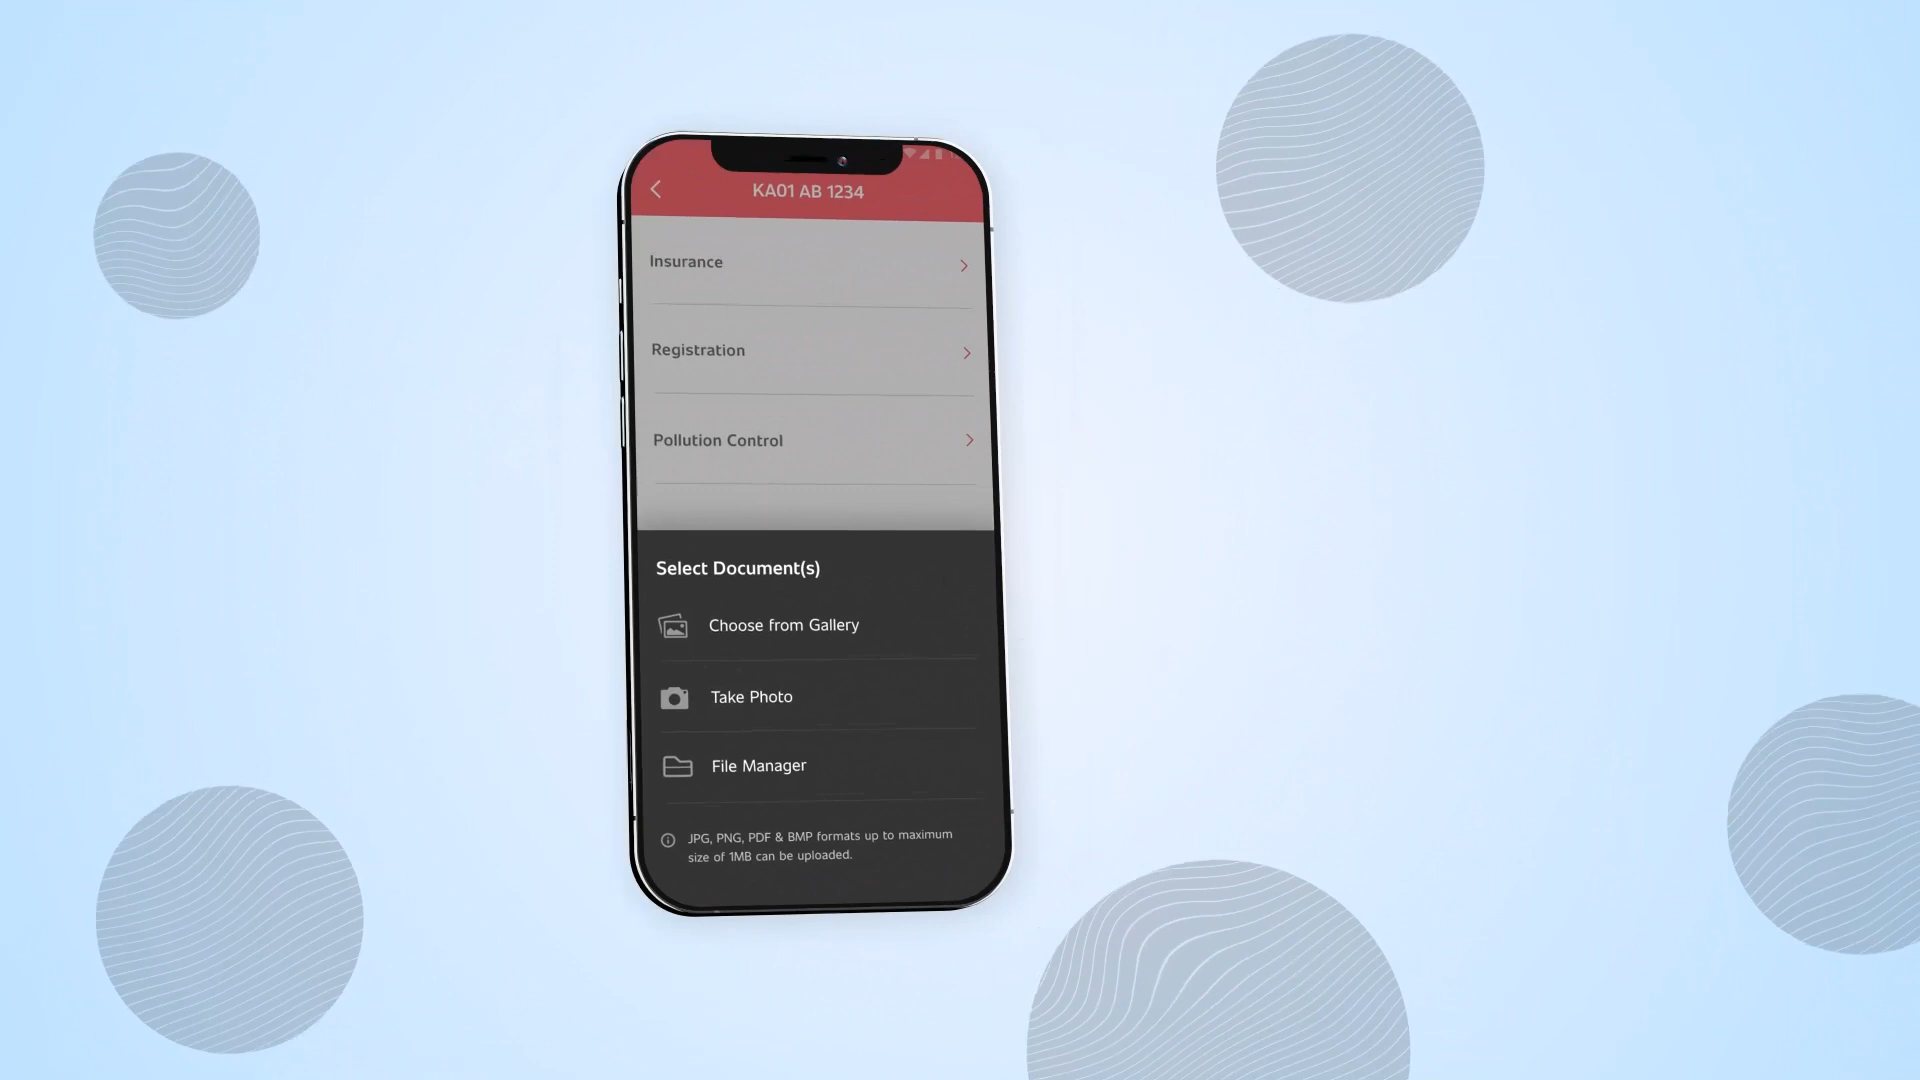 KA01 AB 1234
Insurance
Registration
Pollution Control
Select Document(s)
Choose from Gallery
Take Photo
File Manager
JPG, PNG, PDF & BMP formats up to maximum
size of 1MB can be uploaded.